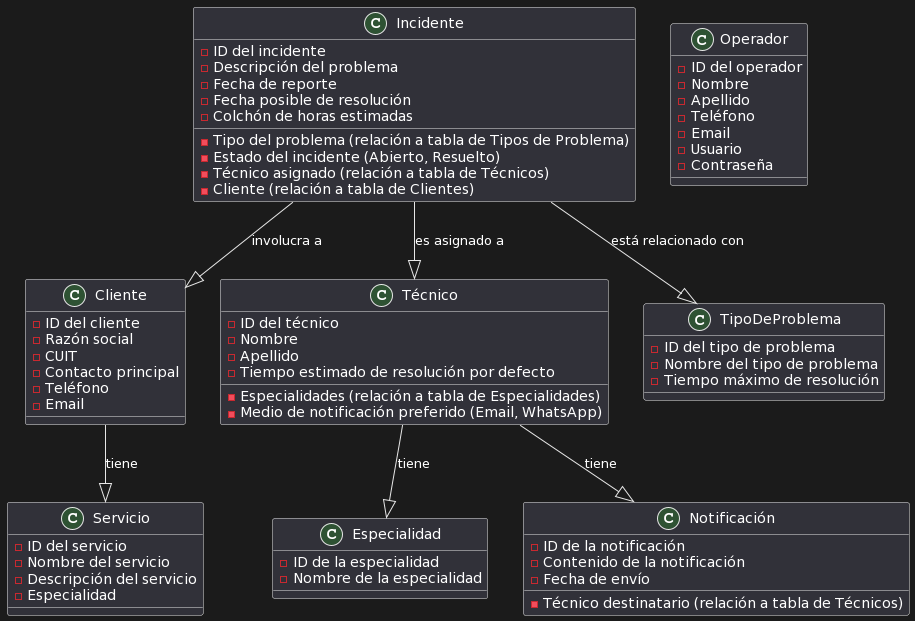 C Incidente
ID del incidente
Descripción del problema
Fecha de reporte
Fecha posible de resolución
Colchón de horas estimadas
Tipo del problema (relación a tabla de Tipos de Problema)
Estado del incidente (Abierto, Resuelto)
Técnico asignado (relación a tabla de Técnicos)
Cliente (relación a tabla de Clientes)
C Operador
ID del operador
Nombre
Apellido
Teléfono
Email
Usuario
Contraseña
involucra a
es asignado a
está relacionado con
C Cliente
ID del cliente
Razón social
CUIT
Contacto principal
Teléfono
Email
C Técnico
ID del técnico
Nombre
Apellido
Tiempo estimado de resolución por defecto
Especialidades (relación a tabla de Especialidades)
Medio de notificación preferido (Email, WhatsApp)
C TipoDeProblema
ID del tipo de problema
Nombre del tipo de problema
Tiempo máximo de resolución
tiene
tiene
tiene
C Servicio
ID del servicio
Nombre del servicio
Descripción del servicio
Especialidad
C Especialidad
ID de la especialidad
Nombre de la especialidad
C Notificación
ID de la notificación
Contenido de la notificación
Fecha de envío
Técnico destinatario (relación a tabla de Técnicos)